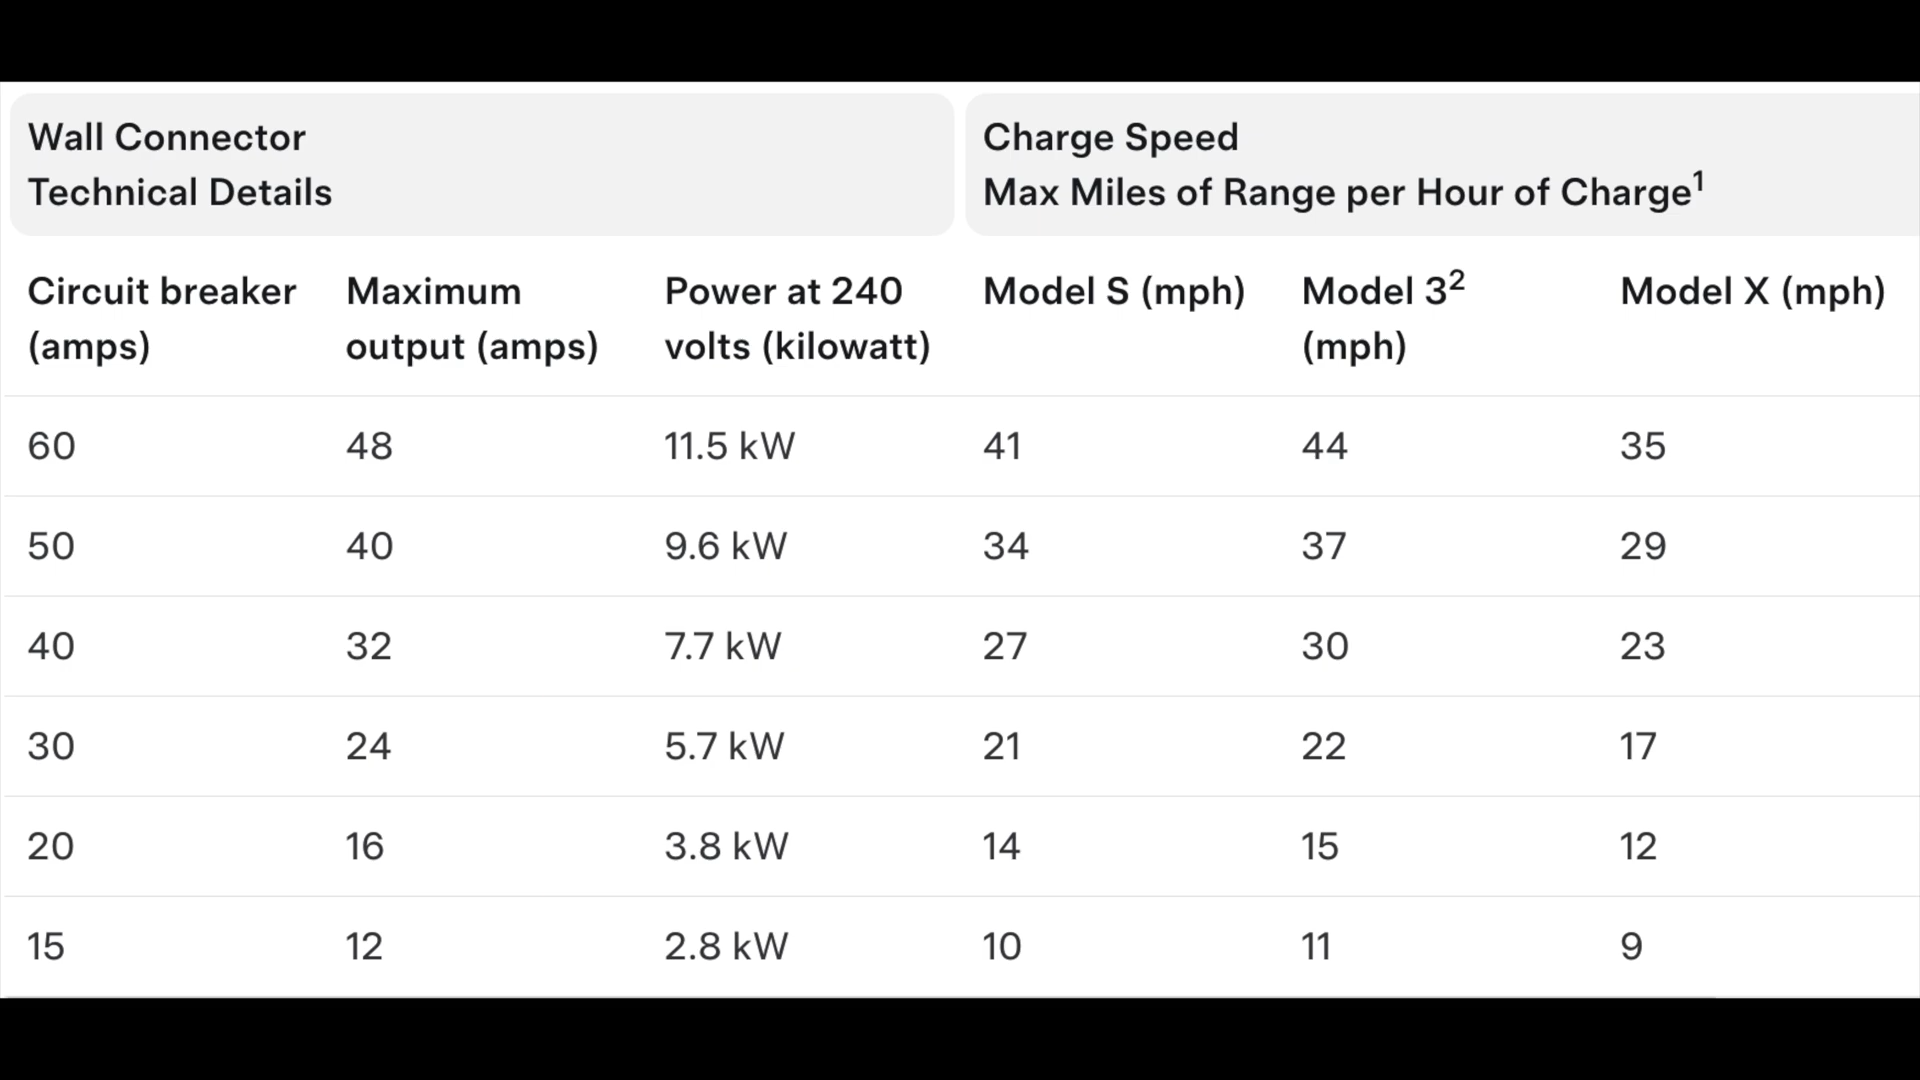 Wall Connector
Technical Details
Charge Speed
Max Miles of Range per Hour of Charge¹
Circuit breaker (amps) Maximum output (amps) Power at 240 volts (kilowatt) Model S (mph) Model 3² (mph) Model X (mph)
60 48 11.5 kW 41 44 35
50 40 9.6 kW 34 37 29
40 32 7.7 kW 27 30 23
30 24 5.7 kW 21 22 17
20 16 3.8 kW 14 15 12
15 12 2.8 kW 10 11 9